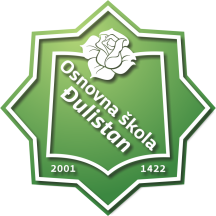 Osnovna škola
Đulistan
2001
1422